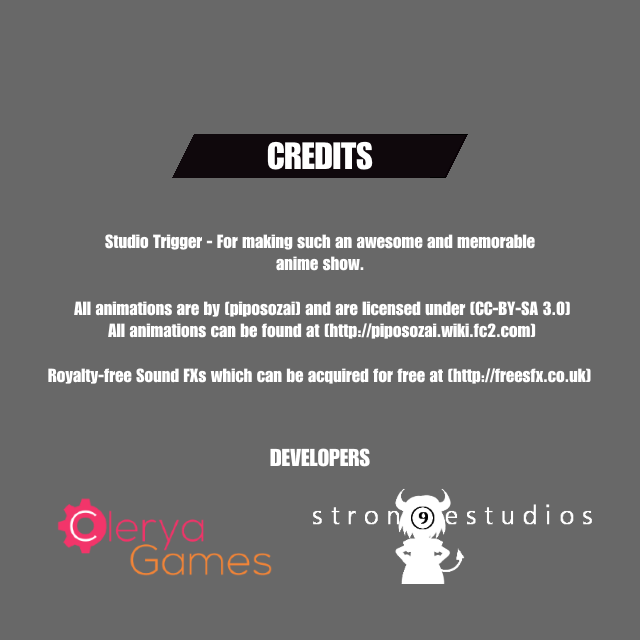 CREDITS
Studio Trigger - For making such an awesome and memorable
anime show.
All animations are by (piposozai) and are licensed under (CC-BY-SA 3.0)
All animations can be found at (http://piposozai.wiki.fc2.com)
Royalty-free Sound FXs which can be acquired for free at (http://freesfx.co.uk)
DEVELOPERS
Clerya
Games
stron9estudios